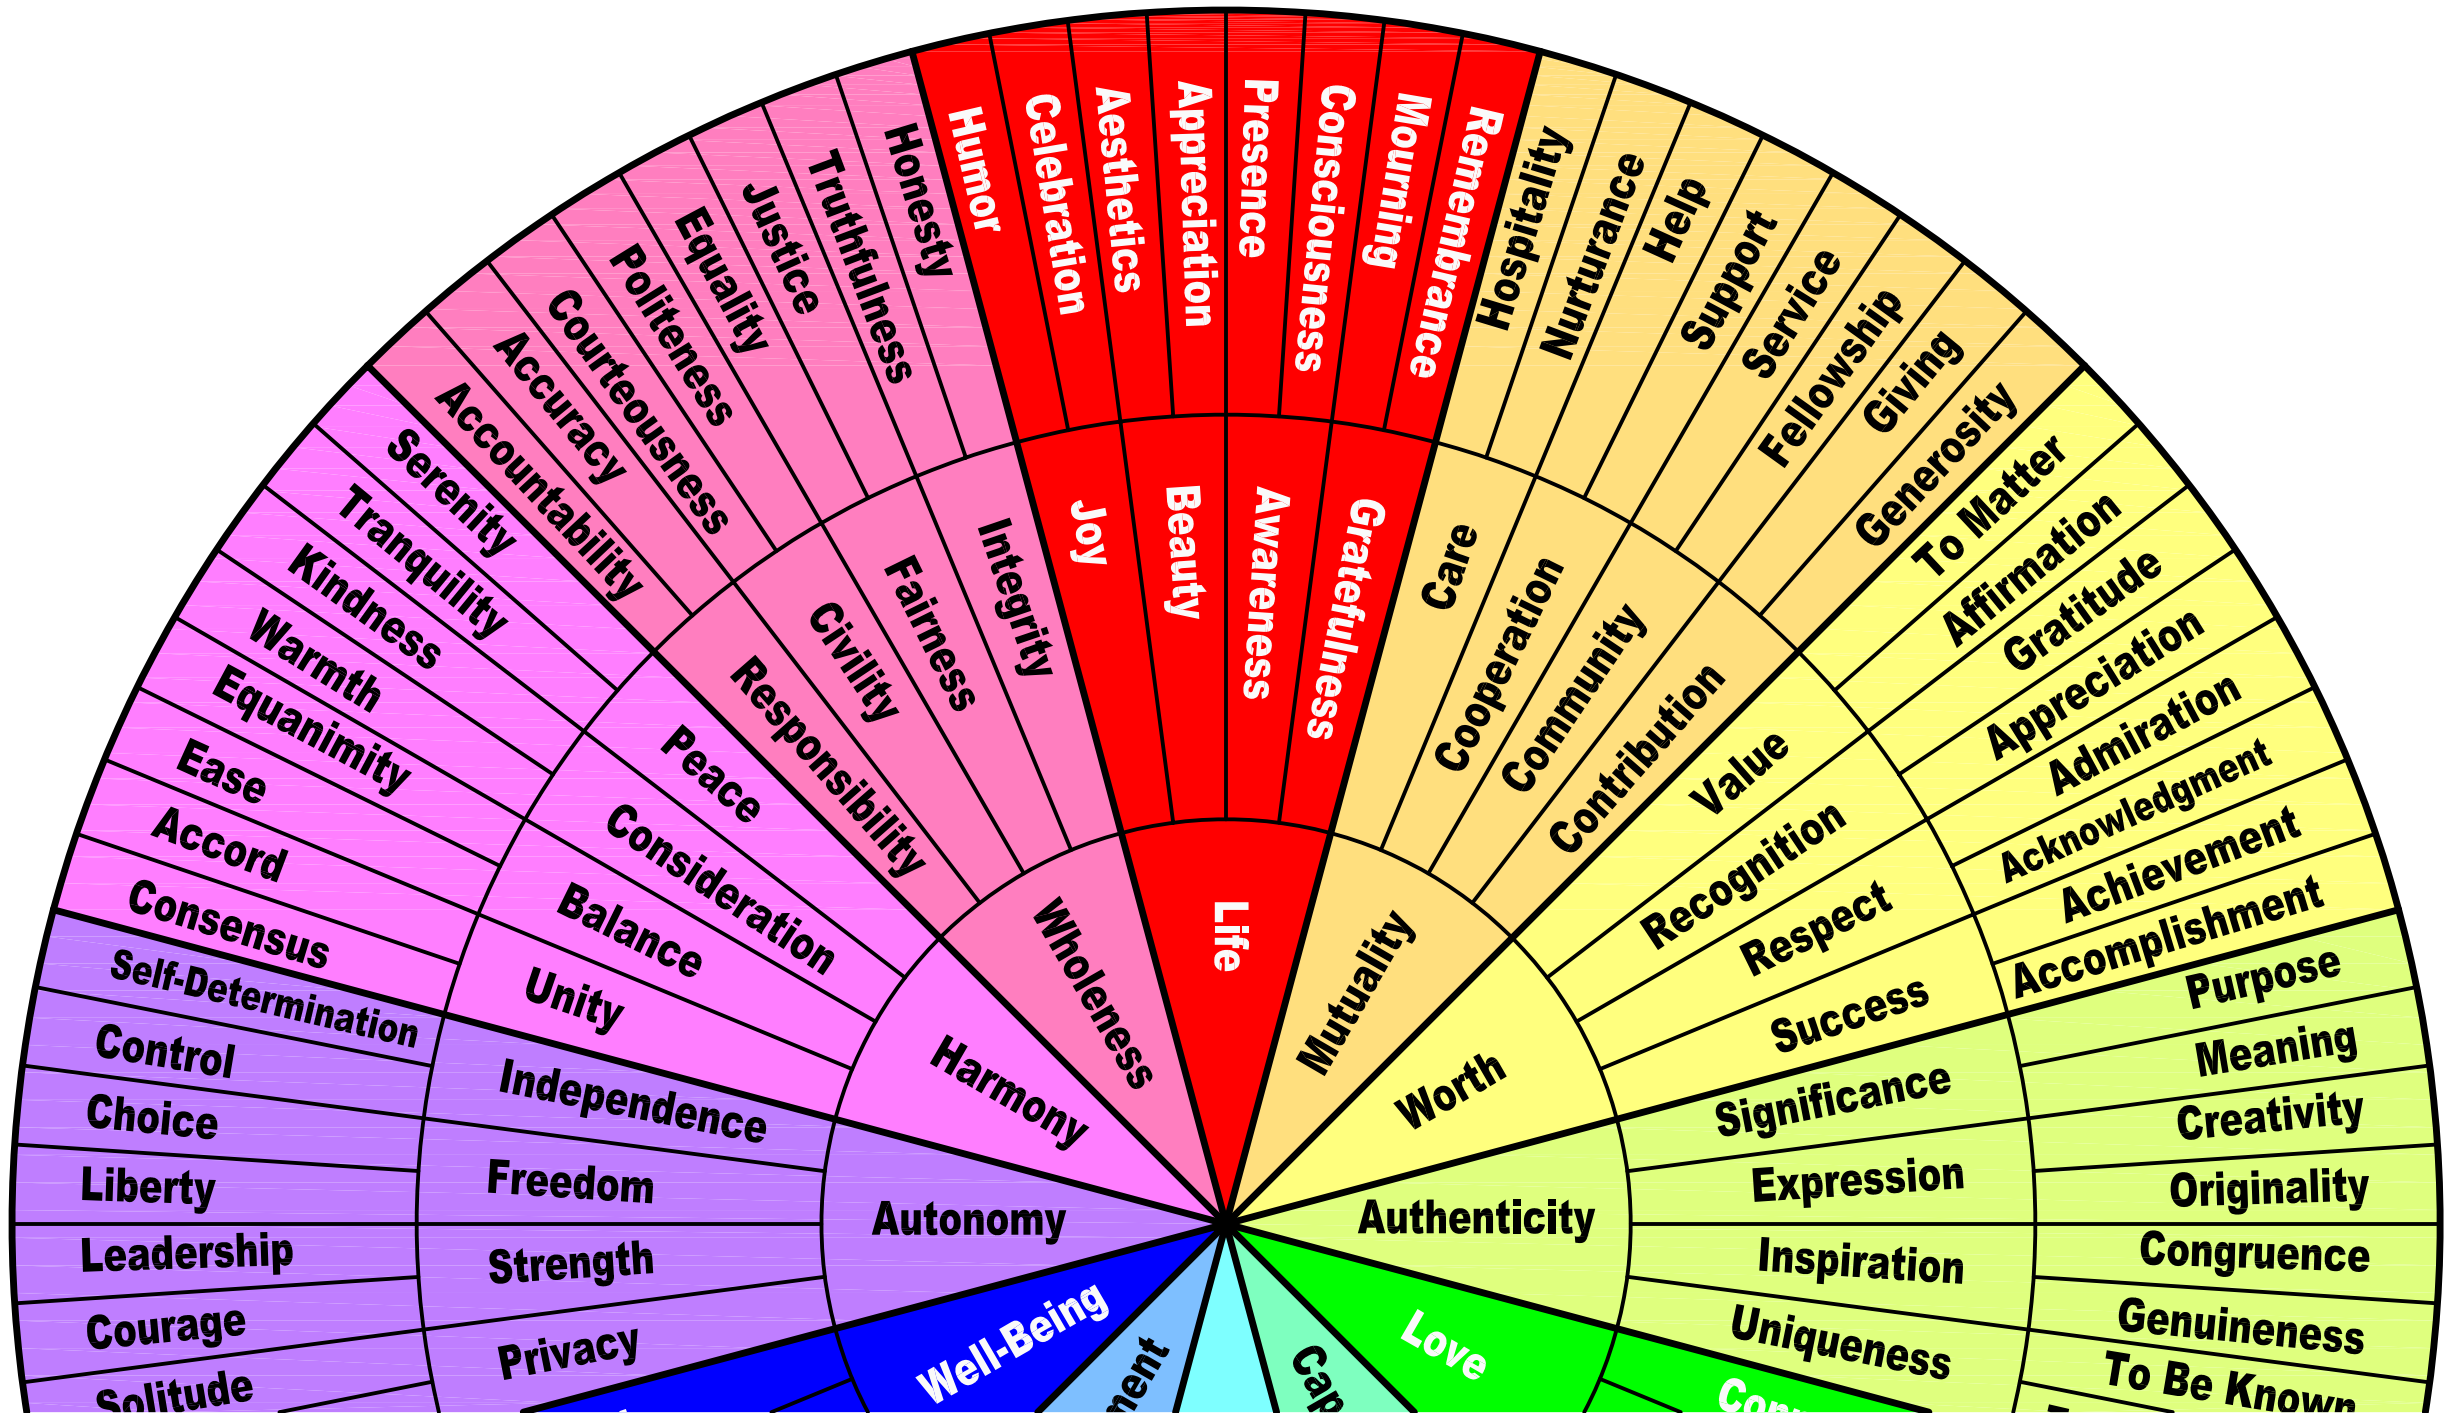 Humor
Celebration
Aesthetics
Appreciation
Presence
Consciousness
Mourning
Remembrance
Joy
Beauty
Awareness
Gratefulness
Life
Hospitality
Nurturance
Help
Support
Service
Fellowship
Giving
Generosity
Care
Cooperation
Community
Contribution
Mutuality
To Matter
Affirmation
Gratitude
Appreciation
Admiration
Acknowledgment
Achievement
Accomplishment
Value
Recognition
Respect
Success
Worth
Purpose
Meaning
Creativity
Originality
Congruence
Genuineness
To Be Known
Significance
Expression
Inspiration
Uniqueness
Authenticity
Love
Well-Being
Solitude
Courage
Leadership
Liberty
Choice
Control
Self-Determination
Privacy
Strength
Freedom
Independence
Autonomy
Consensus
Accord
Ease
Equanimity
Warmth
Kindness
Tranquility
Serenity
Unity
Balance
Consideration
Peace
Harmony
Accountability
Accuracy
Courteousness
Politeness
Equality
Justice
Truthfulness
Honesty
Responsibility
Civility
Fairness
Integrity
Wholeness